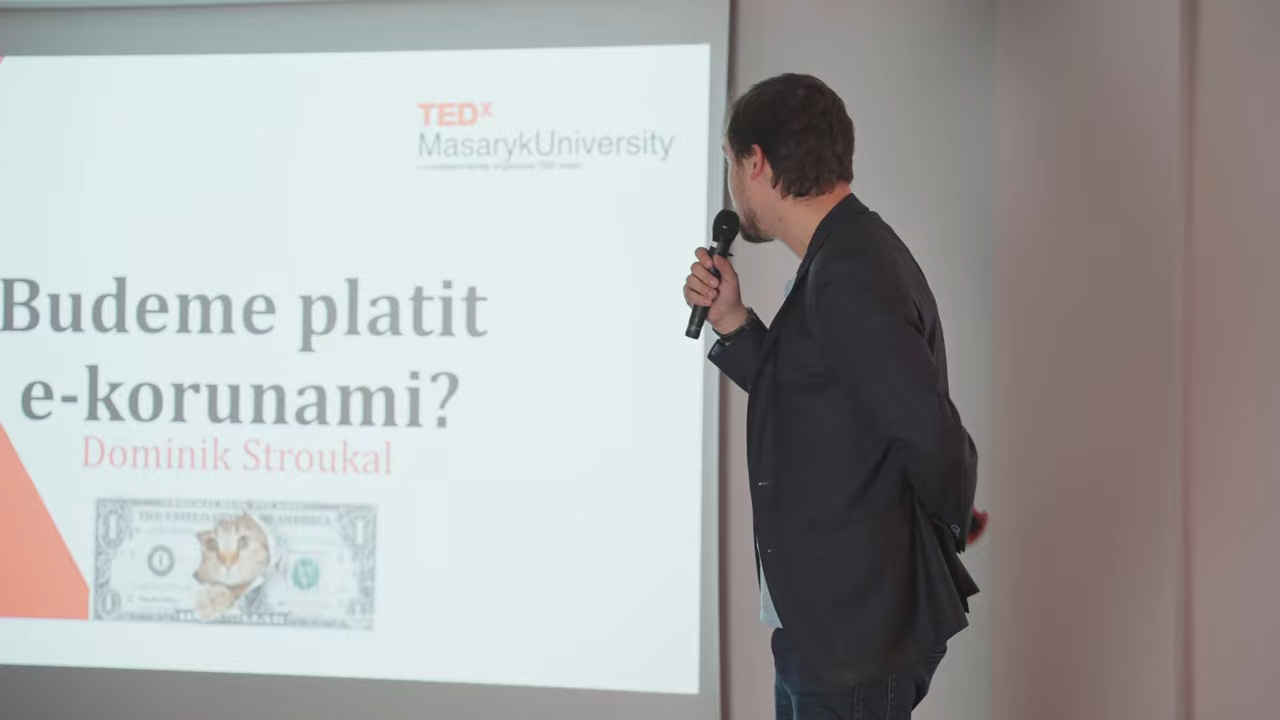 TEDx
MasarykUniversity
Budeme platit
e-korunami?
Dominik Stroukal